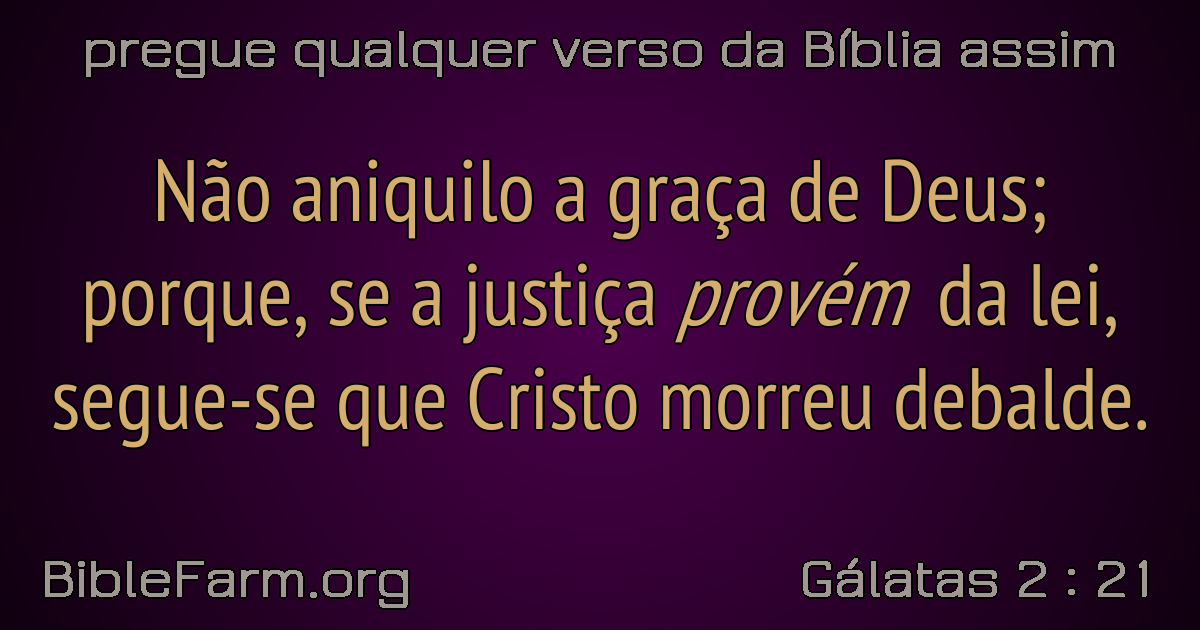 pregue qualquer verso da Bíblia assim
Não aniquilo a graça de Deus;
porque, se a justiça provém da lei,
segue-se que Cristo morreu debalde.
BibleFarm.org
Gálatas 2 : 21